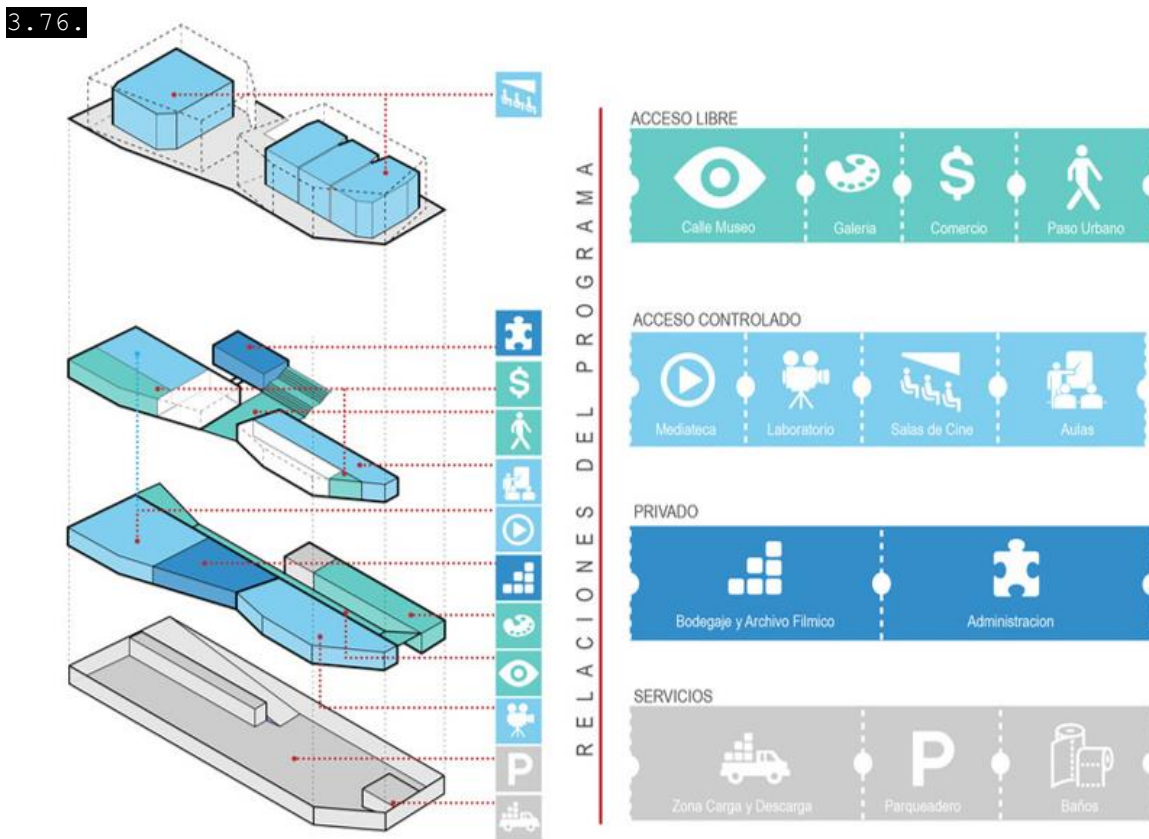 3.76.
RELACIONES DEL PROGRAMA
$
P
ACCESO LIBRE
$
Calle Museo Galeria Comercio Paso Urbano
ACCESO CONTROLADO
Mediateca Laboratorio Salas de Cine Aulas
PRIVADO
Bodegaje y Archivo Filmico Administracion
SERVICIOS
P
Zona Carga y Descarga Parqueadero Baños